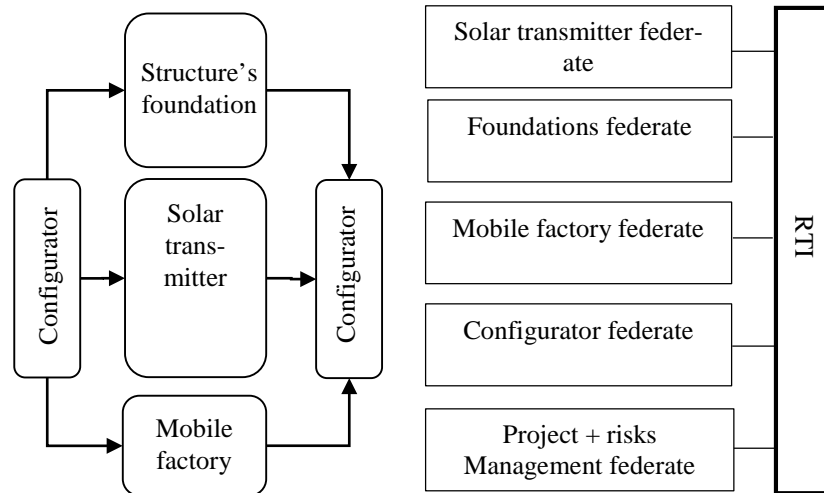 Structure's
foundation
Configurator
Solar
trans-
mitter
Configurator
Mobile
factory
Solar transmitter feder-
ate
Foundations federate
Mobile factory federate
Configurator federate
Project + risks
Management federate
RTI